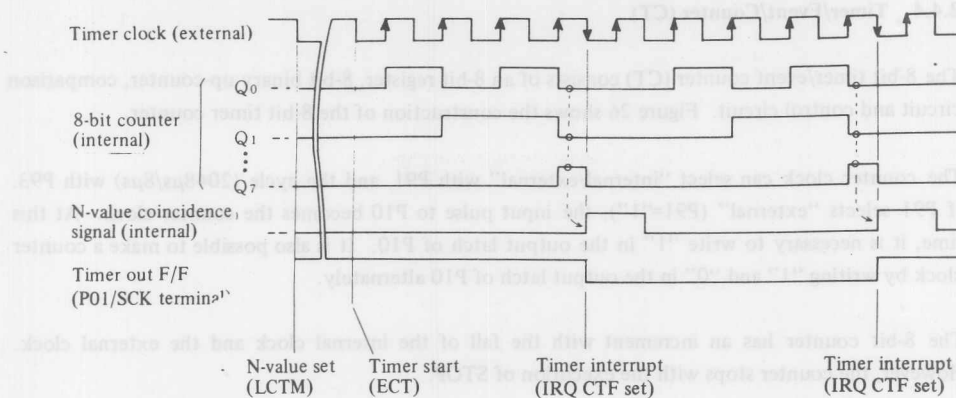 2.4.4 Timer/Event/Counter (CT)
Timer clock (external)
The 8-bit timer/event counter (CT) consists of an 8-bit register, 8-bit binary up-counter, comparison
circuit and control circuit. Figure 26 shows the construction of the 8-bit timer counter.
8-bit counter
(internal)
Q0
Q1
Q7
The counter clock can select "internal/external" with P91, and the cycle with P93.
If P91 selects "external" (P91="1"), the input pulse to P10 becomes the At this
time, it is necessary to write "1" in the output latch of P10. It is also possible to make a counter
clock by writing "1" and "0" in the output latch of P10 alternately.
N-value coincidence
signal (internal)
Timer out F/F
(P01/SCK terminal)
The 8-bit counter has an increment with the fall of the internal clock and the external clock.
counter stops with the execution of STOP.
N-value set
(LCTM)
Timer start
(ECT)
Timer interrupt
(IRQ CTF set)
Timer interrupt
(IRQ CTF set)